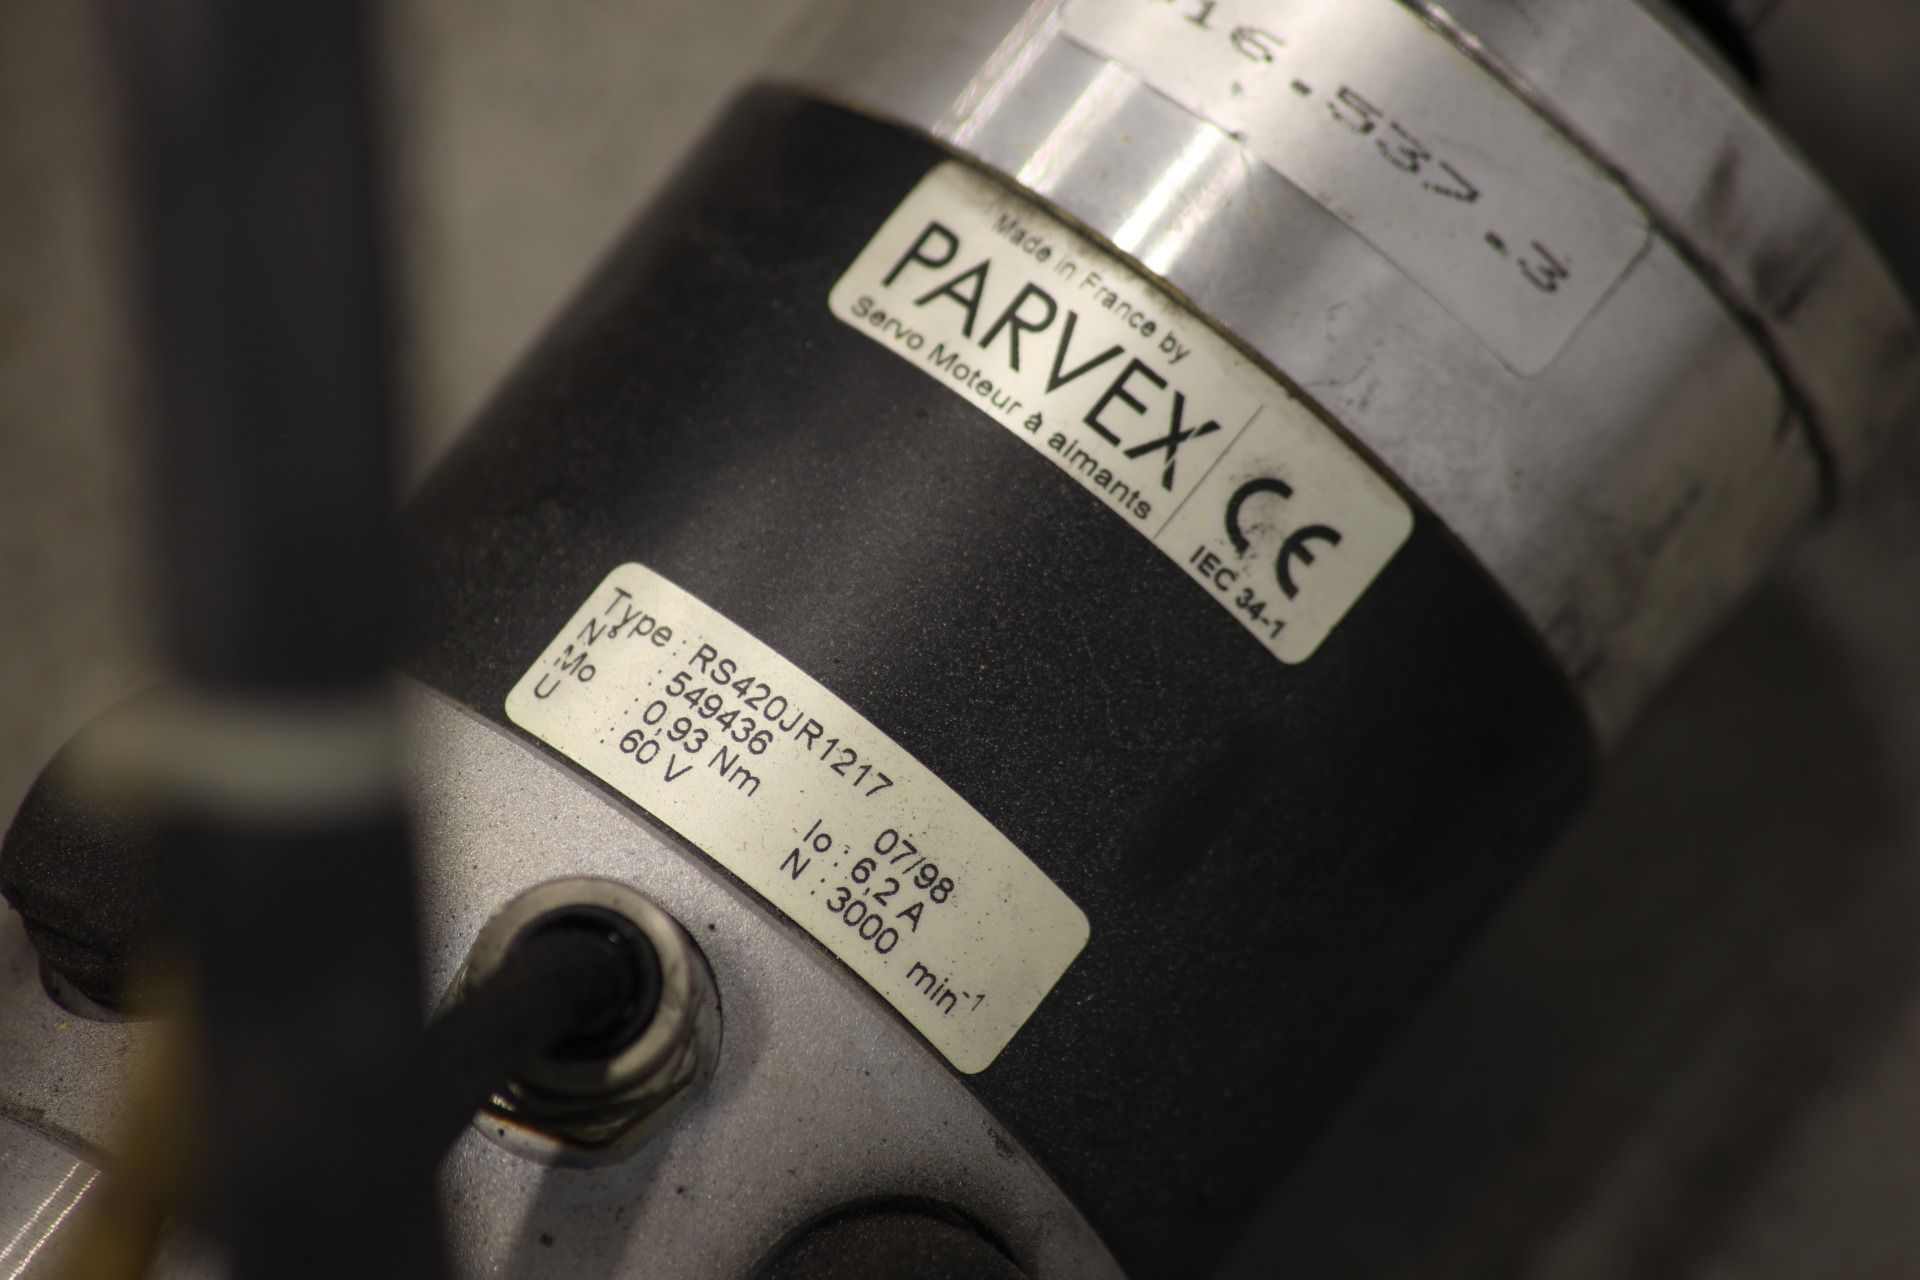 16.537.3
Made in France by
PARVEX
Servo Moteur à aimants
CE
IEC 34-1
Type : RS420JR1217
N° : 549436 07/98
Mo : 0,93 Nm Io : 6,2 A
U : 60 V N : 3000 min⁻¹